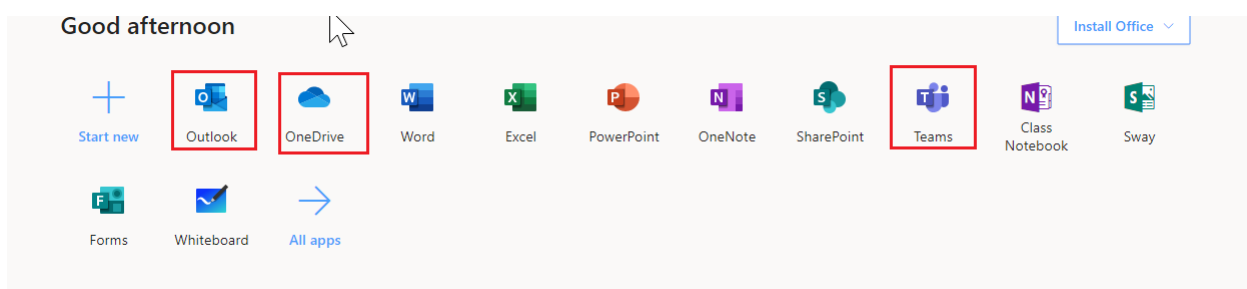 Good afternoon
Install Office
Start new
Outlook
OneDrive
Word
Excel
PowerPoint
OneNote
SharePoint
Teams
Class
Notebook
Sway
Forms
Whiteboard
All apps